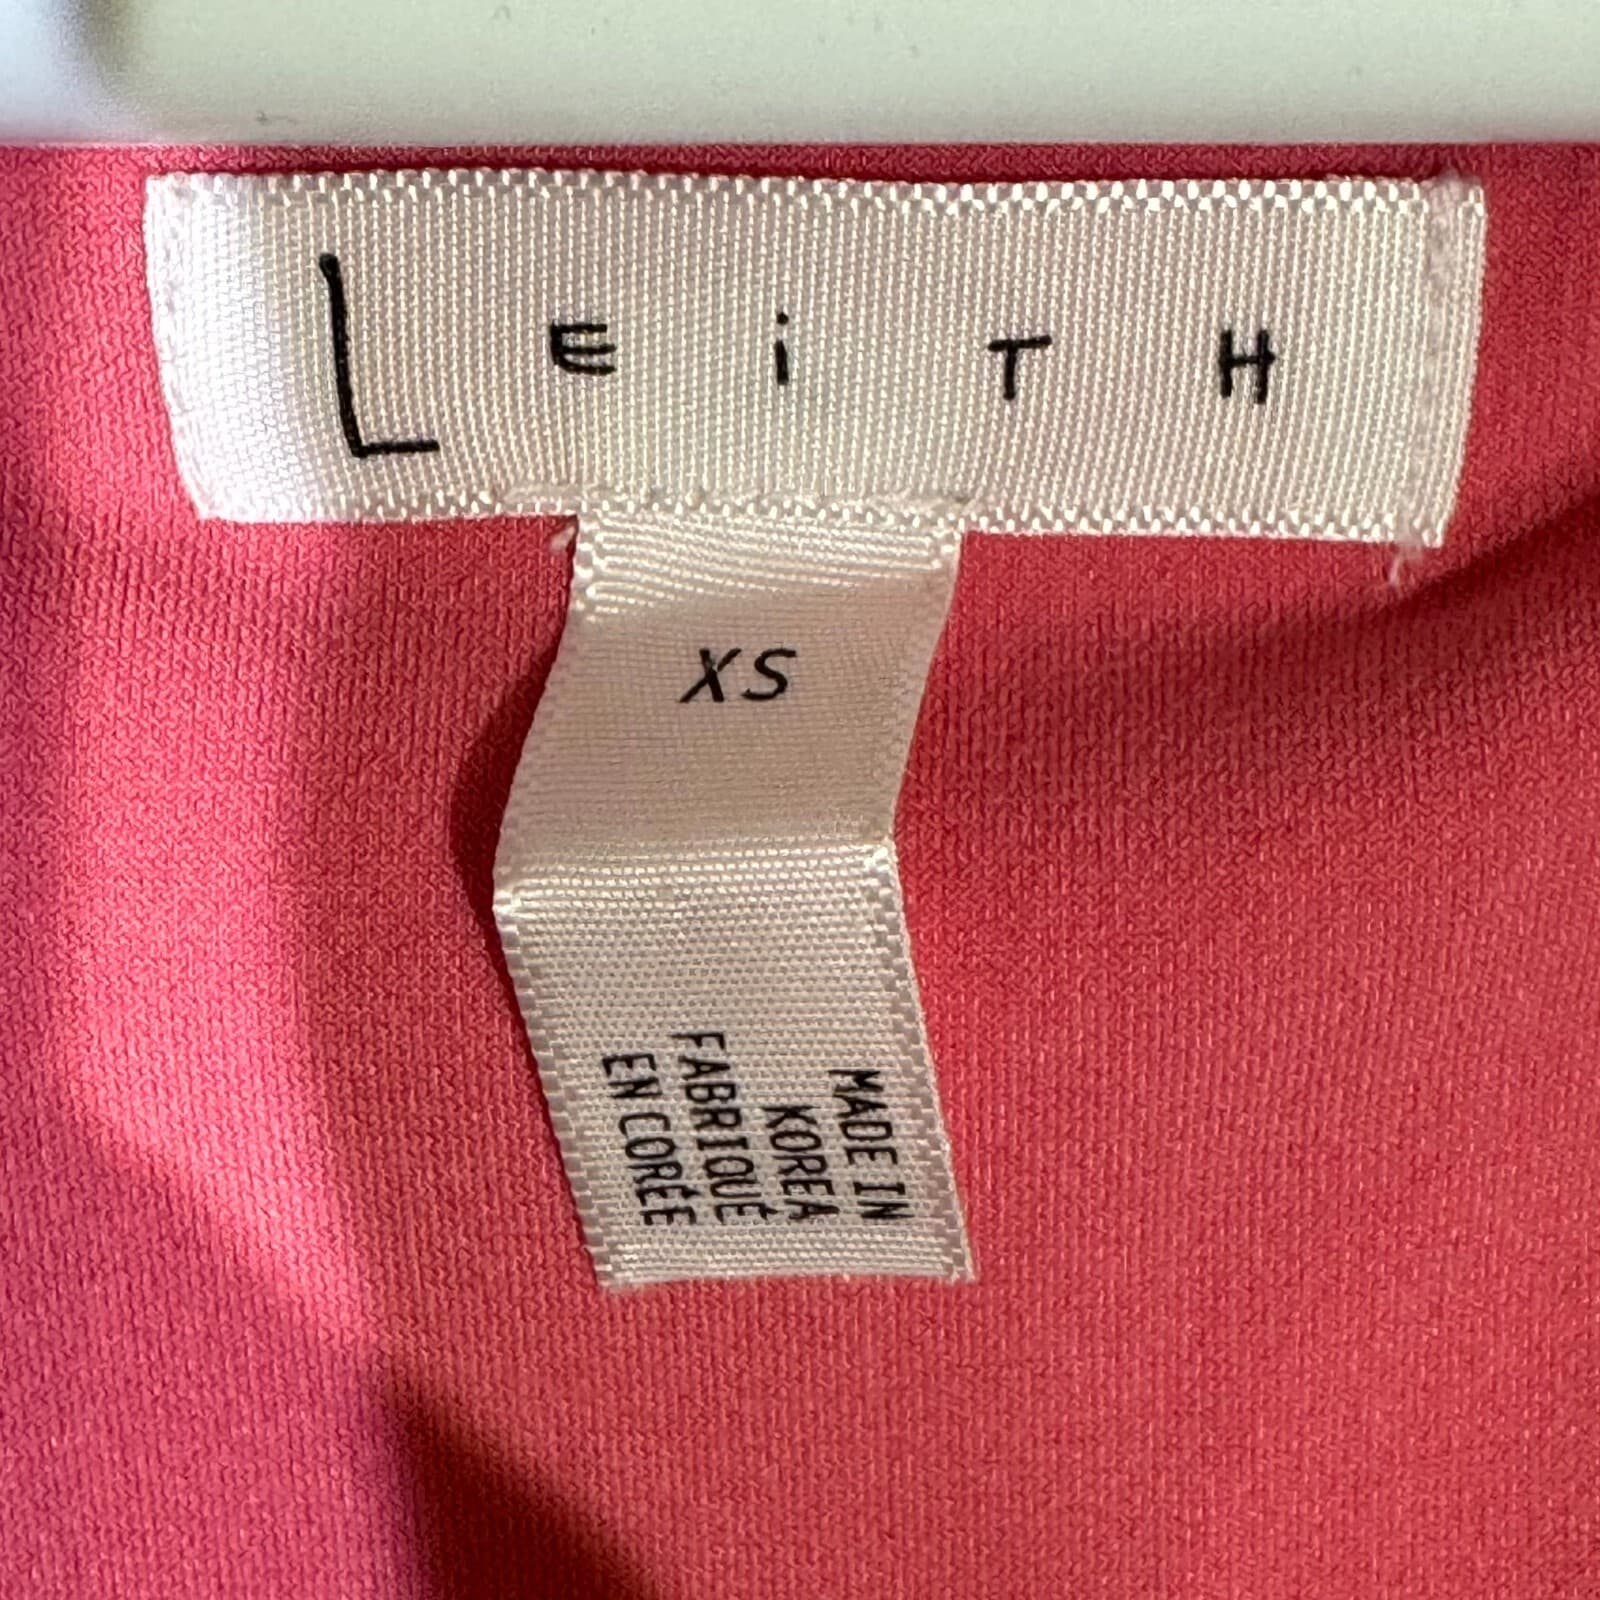 LEiTH
XS
MADE IN
KOREA
FABRIQUÉ
EN CORÉE